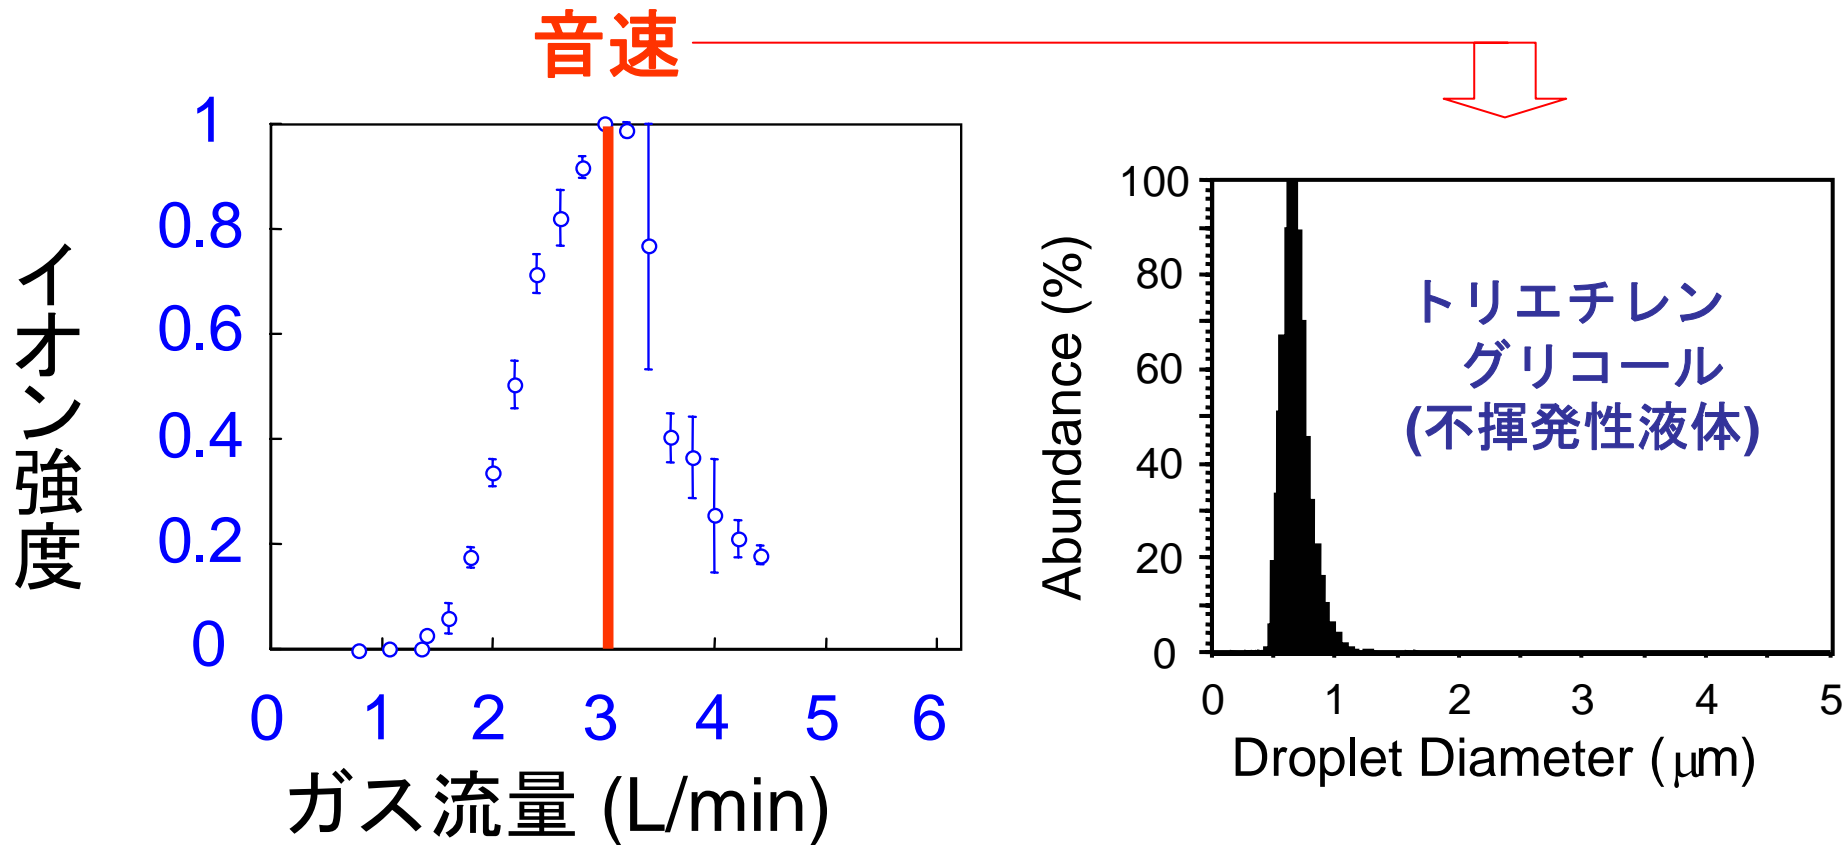 音速
1
0.8
0.6
0.4
0.2
0
0 1 2 3 4 5 6
イオン強度
ガス流量 (L/min)
100
80
60
40
20
0
0 1 2 3 4 5
Abundance (%)
Droplet Diameter (μm)
トリエチレン
グリコール
(不揮発性液体)